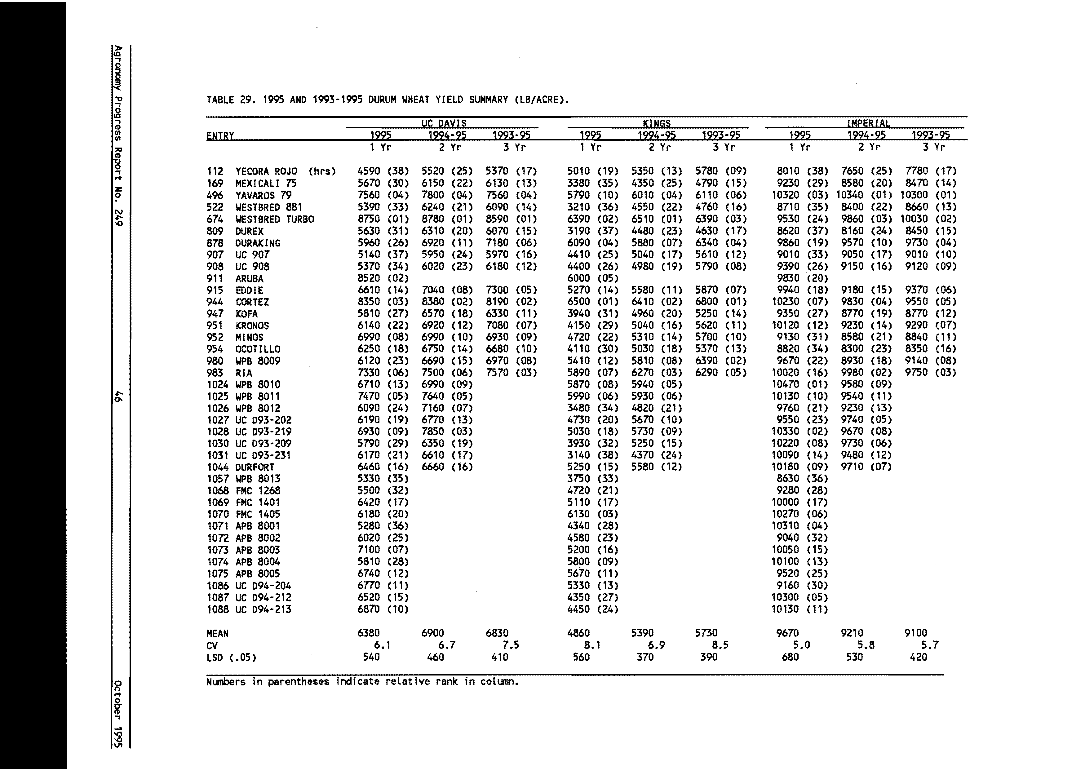 Agronomy Progress Report No. 249
46
October 1995
TABLE 29. 1995 AND 1993-1995 DURUM WHEAT YIELD SUMMARY (LB/ACRE).
UC DAVIS KINGS IMPERIAL
ENTRY 1995 1994-95 1993-95 1995 1994-95 1993-95 1995 1994-95 1993-95
1 Yr 2 Yr 3 Yr 1 Yr 2 Yr 3 Yr 1 Yr 2 Yr 3 Yr
112 YECORA ROJO (hrs) 4590 (38) 5520 (25) 5370 (17) 5010 (19) 5350 (13) 5780 (09) 8010 (38) 7650 (25) 7780 (17)
169 MEXICALI 75 5670 (30) 6150 (22) 6130 (13) 3380 (35) 4350 (25) 4790 (15) 9230 (29) 8580 (20) 8470 (14)
496 YAVAROS 79 7560 (04) 7800 (04) 7560 (04) 5790 (10) 6010 (04) 6110 (06) 10320 (03) 10340 (01) 10300 (01)
522 WESTBRED 881 5390 (33) 6240 (21) 6090 (14) 3210 (36) 4550 (22) 4760 (16) 8710 (35) 8400 (22) 8660 (13)
674 WESTBRED TURBO 8750 (01) 8780 (01) 8590 (01) 6390 (02) 6510 (01) 6390 (03) 9530 (24) 9860 (03) 10030 (02)
809 DUREX 5630 (31) 6310 (20) 6070 (15) 3190 (37) 4480 (23) 4630 (17) 8620 (37) 8160 (24) 8450 (15)
878 DURAKING 5960 (26) 6920 (11) 7180 (06) 6090 (04) 5880 (07) 6340 (04) 9860 (19) 9570 (10) 9730 (04)
907 UC 907 5140 (37) 5950 (24) 5970 (16) 4410 (25) 5040 (17) 5610 (12) 9010 (33) 9050 (17) 9010 (10)
908 UC 908 5370 (34) 6020 (23) 6180 (12) 4400 (26) 4980 (19) 5790 (08) 9390 (26) 9150 (16) 9120 (09)
911 ARUBA 8520 (02) 6000 (05) 9830 (20)
915 EDDIE 6610 (14) 7040 (08) 7300 (05) 5270 (14) 5580 (11) 5870 (07) 9940 (18) 9180 (15) 9370 (06)
944 CORTEZ 8350 (03) 8380 (02) 8190 (02) 6500 (01) 6410 (02) 6800 (01) 10230 (07) 9830 (04) 9550 (05)
947 KOFA 5810 (27) 6570 (18) 6330 (11) 3940 (31) 4960 (20) 5250 (14) 9350 (27) 8770 (19) 8770 (12)
951 KRONOS 6140 (22) 6920 (12) 7080 (07) 4150 (29) 5040 (16) 5620 (11) 10120 (12) 9230 (14) 9290 (07)
952 MINOS 6990 (08) 6990 (10) 6930 (09) 4720 (22) 5310 (14) 5700 (10) 9130 (31) 8580 (21) 8840 (11)
954 OCOTILLO 6250 (18) 6750 (14) 6680 (10) 4110 (30) 5030 (18) 5370 (13) 8820 (34) 8300 (23) 8350 (16)
980 WPB 8009 6120 (23) 6690 (15) 6970 (08) 5410 (12) 5810 (08) 6390 (02) 9670 (22) 8930 (18) 9140 (08)
983 RIA 7330 (06) 7500 (06) 7570 (03) 5890 (07) 6270 (03) 6290 (05) 10020 (16) 9980 (02) 9750 (03)
1024 WPB 8010 6710 (13) 6990 (09) 5870 (08) 5940 (05) 10470 (01) 9580 (09)
1025 WPB 8011 7470 (05) 7640 (05) 5990 (06) 5930 (06) 10130 (10) 9540 (11)
1026 WPB 8012 6090 (24) 7160 (07) 3480 (34) 4820 (21) 9760 (21) 9230 (13)
1027 UC D93-202 6190 (19) 6770 (13) 4730 (20) 5670 (10) 9550 (23) 9740 (05)
1028 UC D93-219 6930 (09) 7850 (03) 5030 (18) 5730 (09) 10330 (02) 9670 (08)
1030 UC D93-209 5790 (29) 6350 (19) 3930 (32) 5250 (15) 10220 (08) 9730 (06)
1031 UC D93-231 6170 (21) 6610 (17) 3140 (38) 4370 (24) 10090 (14) 9480 (12)
1044 DURFORT 6460 (16) 6660 (16) 5250 (15) 5580 (12) 10180 (09) 9710 (07)
1057 WPB 8013 5330 (35) 3750 (33) 8630 (36)
1068 FMC 1268 5500 (32) 4720 (21) 9280 (28)
1069 FMC 1401 6420 (17) 5110 (17) 10000 (17)
1070 FMC 1405 6180 (20) 6130 (03) 10270 (06)
1071 APB 8001 5280 (36) 4340 (28) 10310 (04)
1072 APB 8002 6020 (25) 4580 (23) 9040 (32)
1073 APB 8003 7100 (07) 5200 (16) 10050 (15)
1074 APB 8004 5810 (28) 5800 (09) 10100 (13)
1075 APB 8005 6740 (12) 5670 (11) 9520 (25)
1086 UC D94-204 6770 (11) 5330 (13) 9160 (30)
1087 UC D94-212 6520 (15) 4350 (27) 10300 (05)
1088 UC D94-213 6870 (10) 4450 (24) 10130 (11)
MEAN 6380 6900 6830 4860 5390 5730 9670 9210 9100
CV 6.1 6.7 7.5 8.1 6.9 8.5 5.0 5.8 5.7
LSD (.05) 540 460 410 560 370 390 680 530 420
Numbers in parentheses indicate relative rank in column.